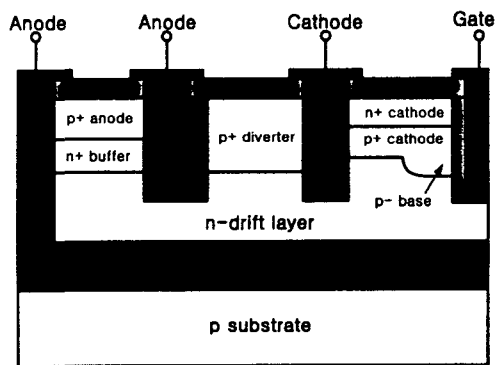 Anode Anode Cathode Gate
p+ anode
n+ buffer
p+ diverter
n+ cathode
p+ cathode
p- base
n-drift layer
p substrate